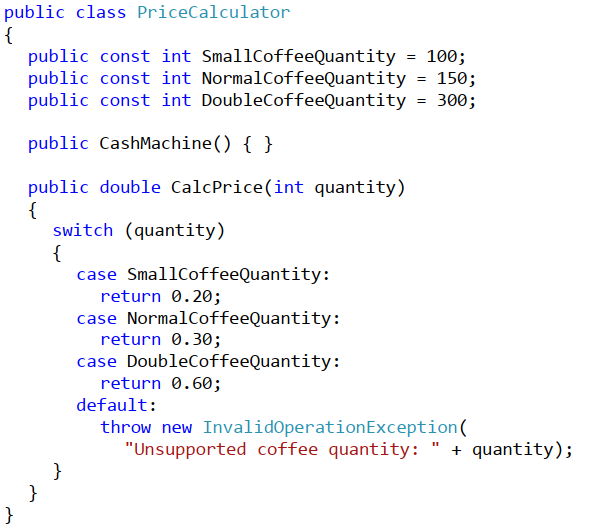 public class PriceCalculator
{
public const int SmallCoffeeQuantity = 100;
public const int NormalCoffeeQuantity = 150;
public const int DoubleCoffeeQuantity = 300;
public CashMachine() { }
public double CalcPrice(int quantity)
{
switch (quantity)
{
case SmallCoffeeQuantity:
return 0.20;
case NormalCoffeeQuantity:
return 0.30;
case DoubleCoffeeQuantity:
return 0.60;
default:
throw new InvalidOperationException(
"Unsupported coffee quantity: " + quantity);
}
}
}